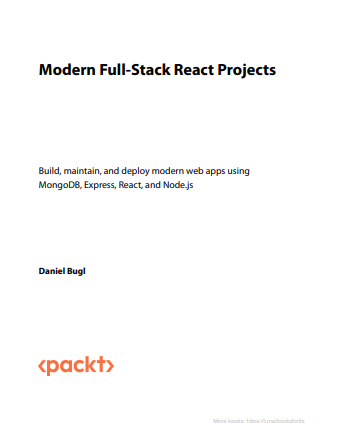 Modern Full-Stack React Projects
Build, maintain, and deploy modern web apps using
MongoDB, Express, React, and Node.js
Daniel Bugl
<packt>
More books: https://t.me/